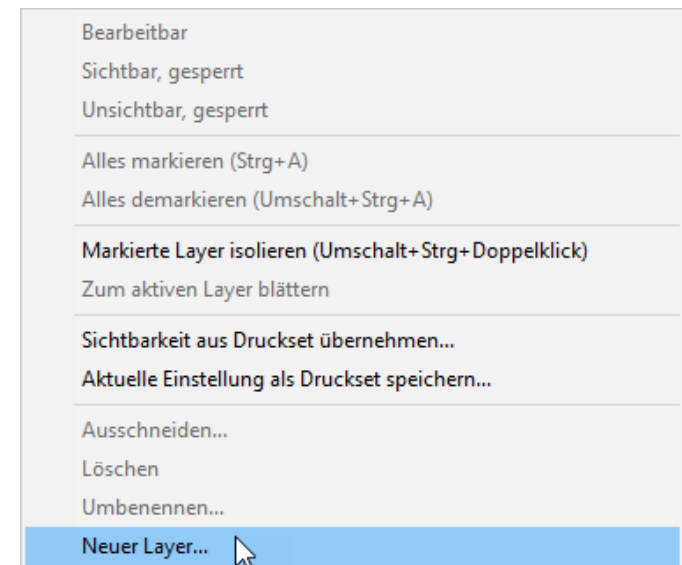 Bearbeitbar
Sichtbar, gesperrt
Unsichtbar, gesperrt
Alles markieren (Strg+A)
Alles demarkieren (Umschalt+Strg+A)
Markierte Layer isolieren (Umschalt+Strg+Doppelklick)
Zum aktiven Layer blättern
Sichtbarkeit aus Druckset übernehmen...
Aktuelle Einstellung als Druckset speichern...
Ausschneiden...
Löschen
Umbenennen...
Neuer Layer...